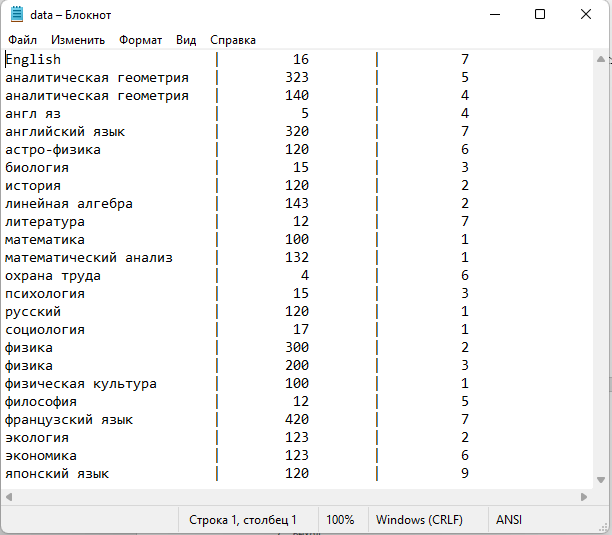 data – Блокнот
Файл Изменить Формат Вид Справка
English | 16 | 7
аналитическая геометрия | 323 | 5
аналитическая геометрия | 140 | 4
англ яз | 5 | 4
английский язык | 320 | 7
астро-физика | 120 | 6
биология | 15 | 3
история | 120 | 2
линейная алгебра | 143 | 2
литература | 12 | 7
математика | 100 | 1
математический анализ | 132 | 1
охрана труда | 4 | 6
психология | 15 | 3
русский | 120 | 1
социология | 17 | 1
физика | 300 | 2
физика | 200 | 3
физическая культура | 100 | 1
философия | 12 | 5
французский язык | 420 | 7
экология | 123 | 2
экономика | 123 | 6
японский язык | 120 | 9
Строка 1, столбец 1 100% Windows (CRLF) ANSI